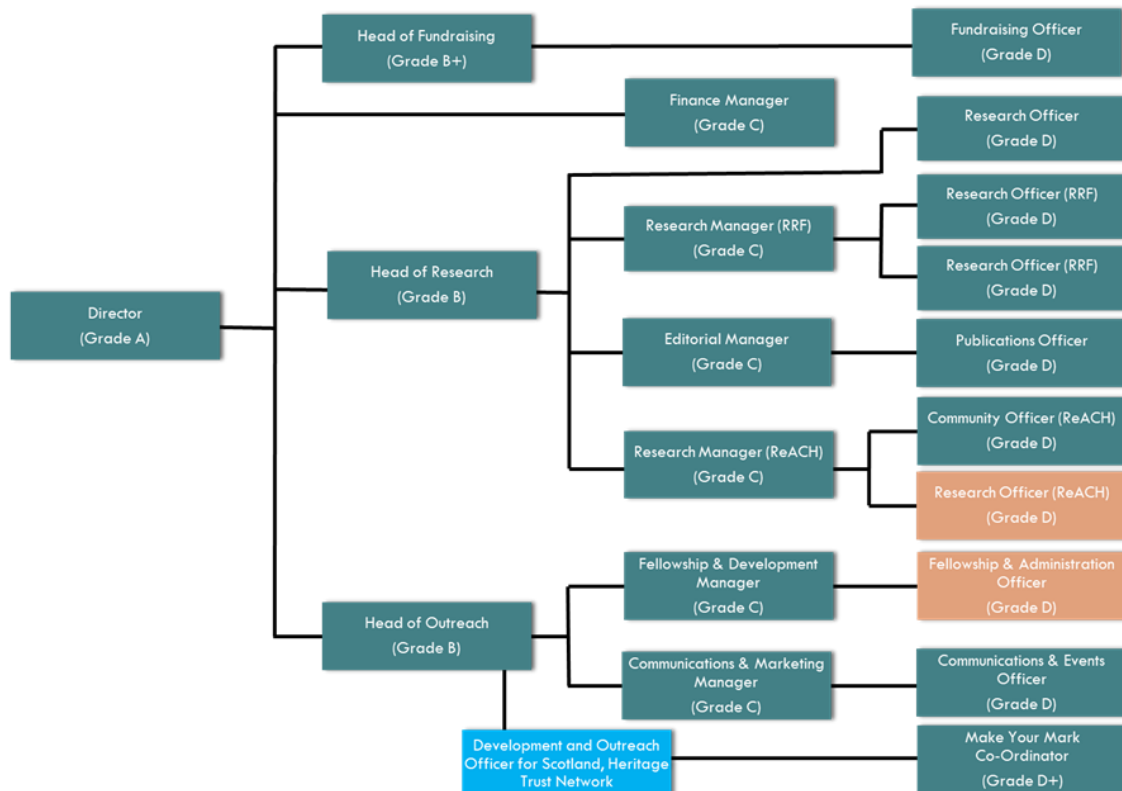 Head of Fundraising
(Grade B+)
Fundraising Officer
(Grade D)
Finance Manager
(Grade C)
Research Officer
(Grade D)
Research Manager (RRF)
(Grade C)
Research Officer (RRF)
(Grade D)
Research Officer (RRF)
(Grade D)
Head of Research
(Grade B)
Director
(Grade A)
Editorial Manager
(Grade C)
Publications Officer
(Grade D)
Research Manager (ReACH)
(Grade C)
Community Officer (ReACH)
(Grade D)
Research Officer (ReACH)
(Grade D)
Head of Outreach
(Grade B)
Fellowship & Development
Manager
(Grade C)
Fellowship & Administration
Officer
(Grade D)
Communications & Marketing
Manager
(Grade C)
Communications & Events
Officer
(Grade D)
Development and Outreach
Officer for Scotland, Heritage
Trust Network
Make Your Mark
Co-Ordinator
(Grade D+)